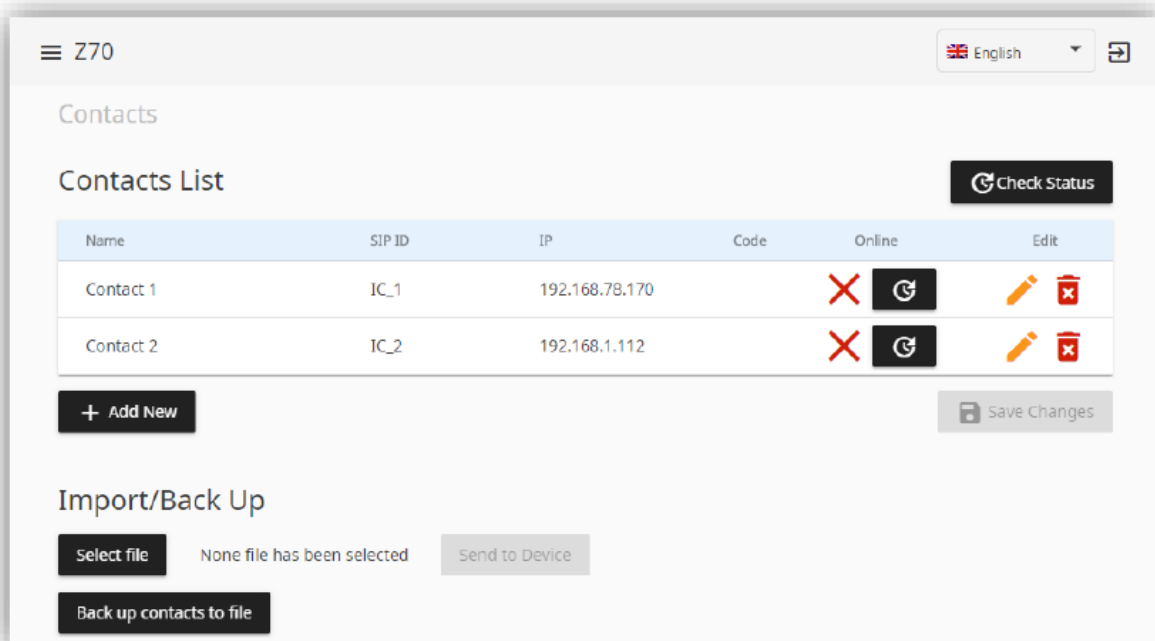 Z70 English
Contacts
Contacts List Check Status
Name SIP ID IP Code Online Edit
Contact 1 IC_1 192.168.78.170
Contact 2 IC_2 192.168.1.112
+ Add New Save Changes
Import/Back Up
Select file None file has been selected Send to Device
Back up contacts to file